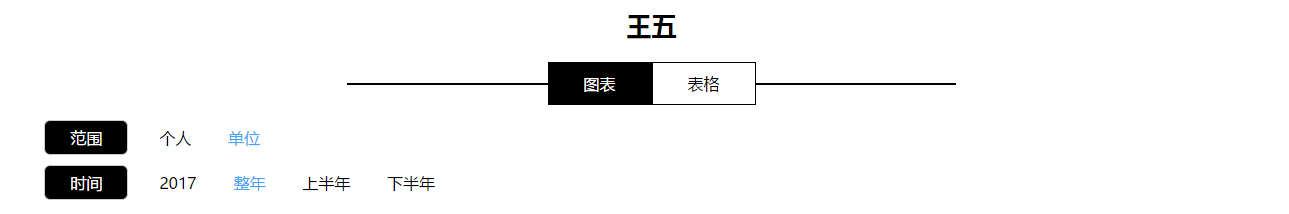 王五
图表 表格
范围 个人 单位
时间 2017 整年 上半年 下半年